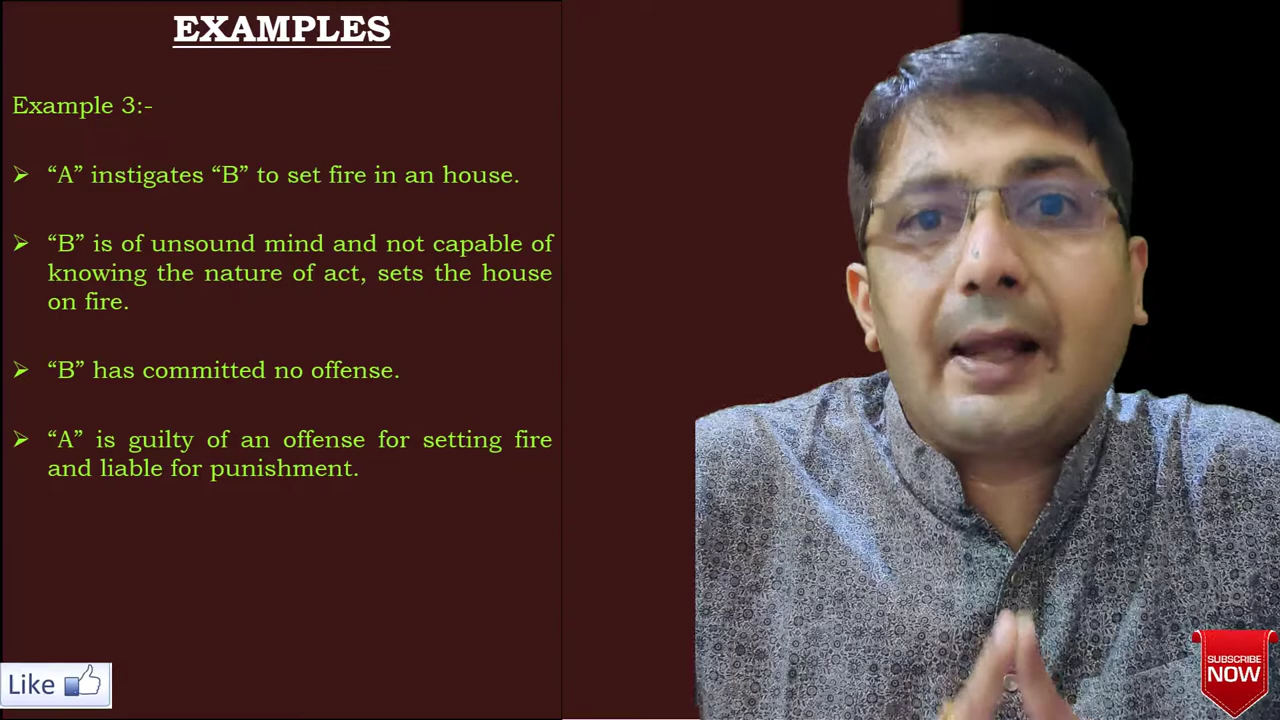 EXAMPLES
Example 3:-
➢ “A” instigates “B” to set fire in an house.
➢ “B” is of unsound mind and not capable of
knowing the nature of act, sets the house
on fire.
➢ “B” has committed no offense.
➢ “A” is guilty of an offense for setting fire
and liable for punishment.
Like
SUBSCRIBE
NOW